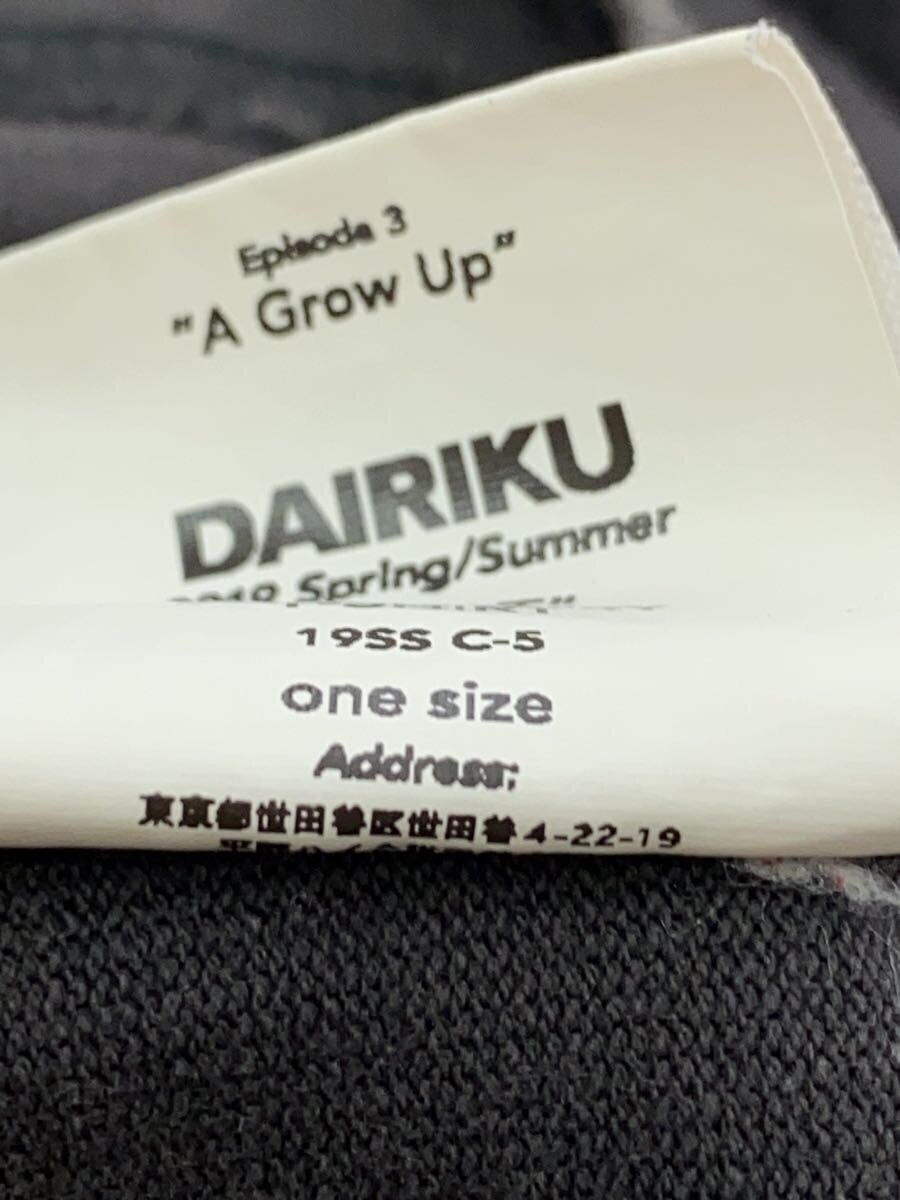 Episode 3
"A Grow Up"
DAIRIKU
2019 Spring/Summer
19SS C-5
one size
Address;
東京都世田谷区世田谷4-22-19